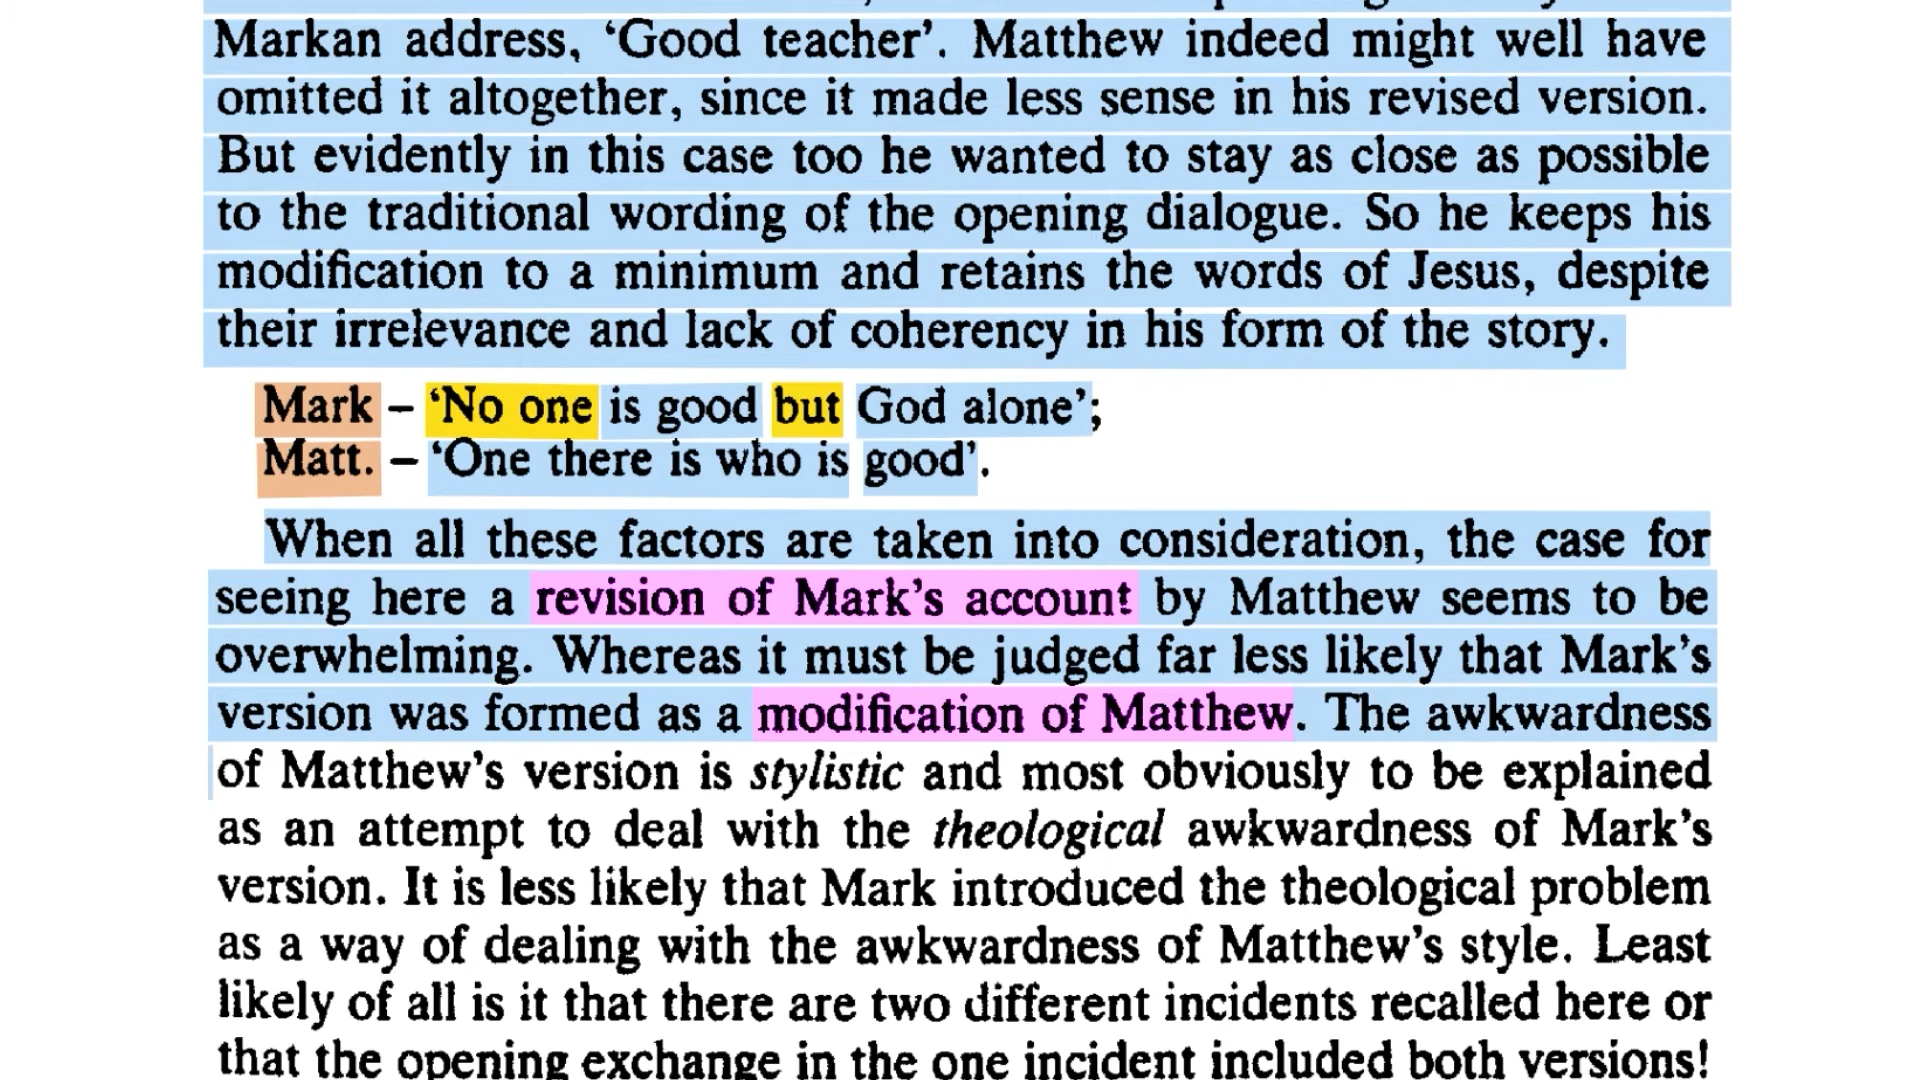 Markan address, ‘Good teacher’. Matthew indeed might well have
omitted it altogether, since it made less sense in his revised version.
But evidently in this case too he wanted to stay as close as possible
to the traditional wording of the opening dialogue. So he keeps his
modification to a minimum and retains the words of Jesus, despite
their irrelevance and lack of coherency in his form of the story.
Mark – ‘No one is good but God alone’;
Matt. – ‘One there is who is good’.
When all these factors are taken into consideration, the case for
seeing here a revision of Mark’s account by Matthew seems to be
overwhelming. Whereas it must be judged far less likely that Mark’s
version was formed as a modification of Matthew. The awkwardness
of Matthew’s version is stylistic and most obviously to be explained
as an attempt to deal with the theological awkwardness of Mark’s
version. It is less likely that Mark introduced the theological problem
as a way of dealing with the awkwardness of Matthew’s style. Least
likely of all is it that there are two different incidents recalled here or
that the opening exchange in the one incident included both versions!